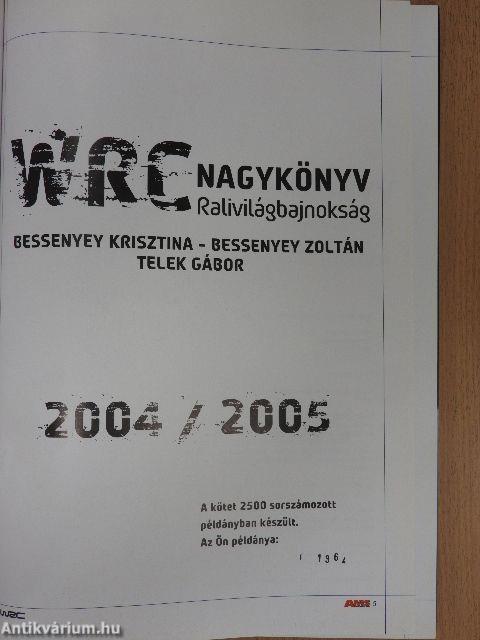 WRC NAGYKÖNYV
Ralivilágbajnokság
BESSENYEY KRISZTINA - BESSENYEY ZOLTÁN
TELEK GÁBOR
2004 / 2005
A kötet 2500 sorszámozott
példányban készült.
Az Ön példánya:
1964
WRC
AMS 5
Antikvárium.hu